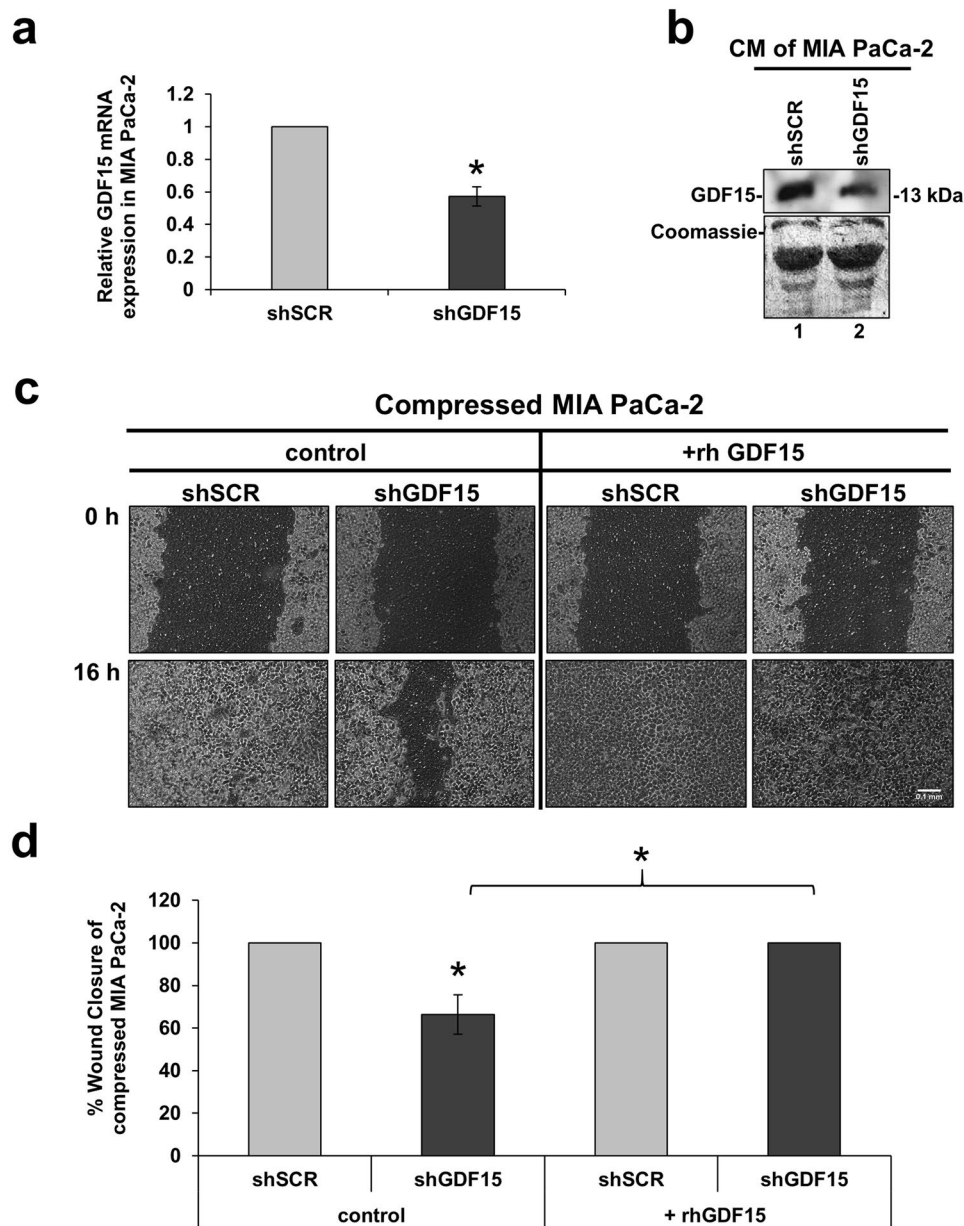 a
Relative GDF15 mRNA
expression in MIA PaCa-2
1.2
1
0.8
0.6
0.4
0.2
0
*
shSCR
shGDF15
b
CM of MIA PaCa-2
shSCR
shGDF15
GDF15-
-13 kDa
Coomassie-
1
2
c
Compressed MIA PaCa-2
control
+rh GDF15
shSCR
shGDF15
shSCR
shGDF15
0 h
16 h
0.1 mm
d
% Wound Closure of
compressed MIA PaCa-2
120
100
80
60
40
20
0
*
*
shSCR
shGDF15
shSCR
shGDF15
control
+ rhGDF15